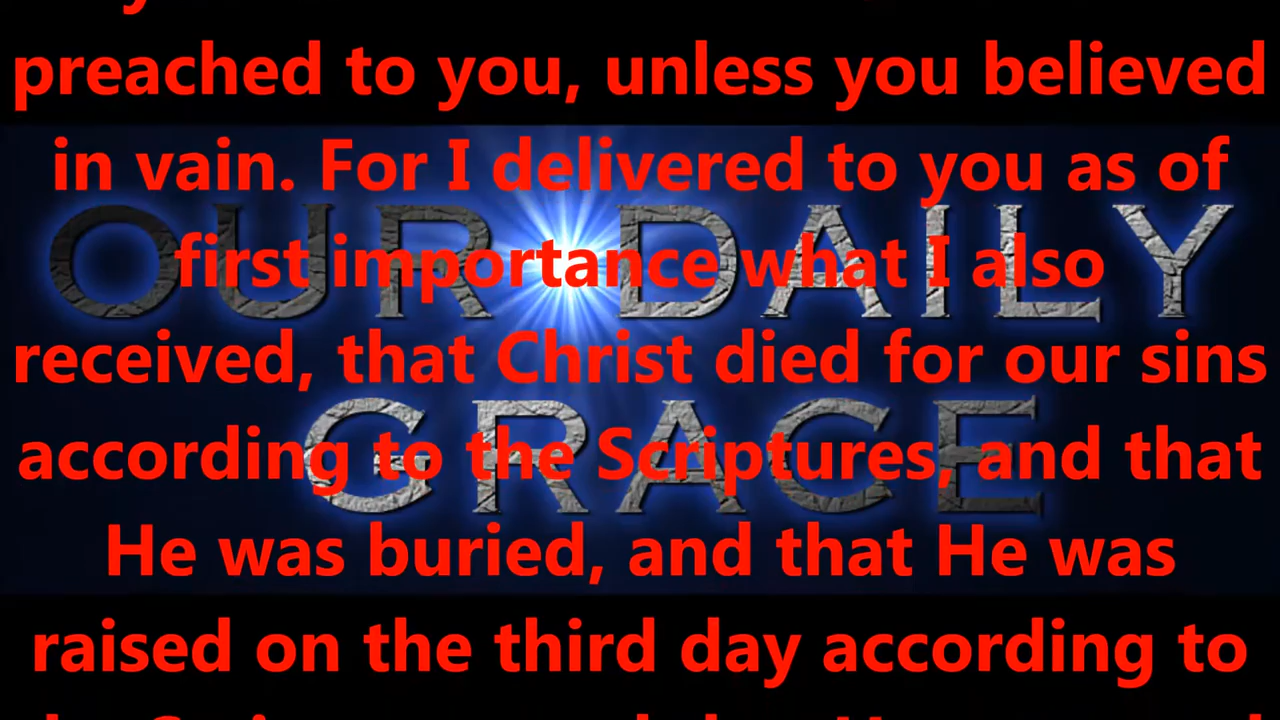 preached to you, unless you believed
in vain. For I delivered to you as of
OUR DAILY
first importance what I also
received, that Christ died for our sins
GRACE
according to the Scriptures, and that
He was buried, and that He was
raised on the third day according to